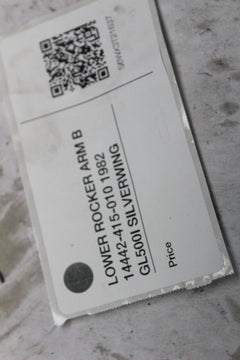 LOWER ROCKER ARM B
14442-415-010 1982
GL500I SILVERWING
Price